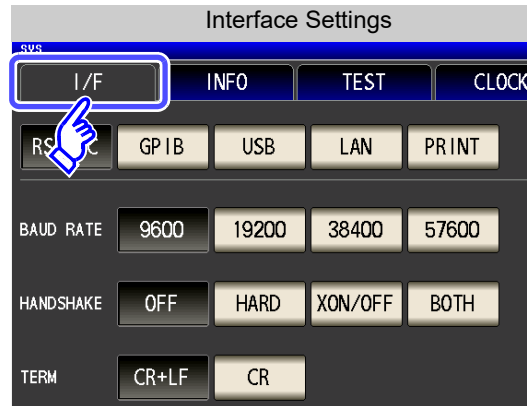 Interface Settings
SYS
I/F INFO TEST CLOCK
GPIB USB LAN PRINT
BAUD RATE 9600 19200 38400 57600
HANDSHAKE OFF HARD XON/OFF BOTH
TERM CR+LF CR